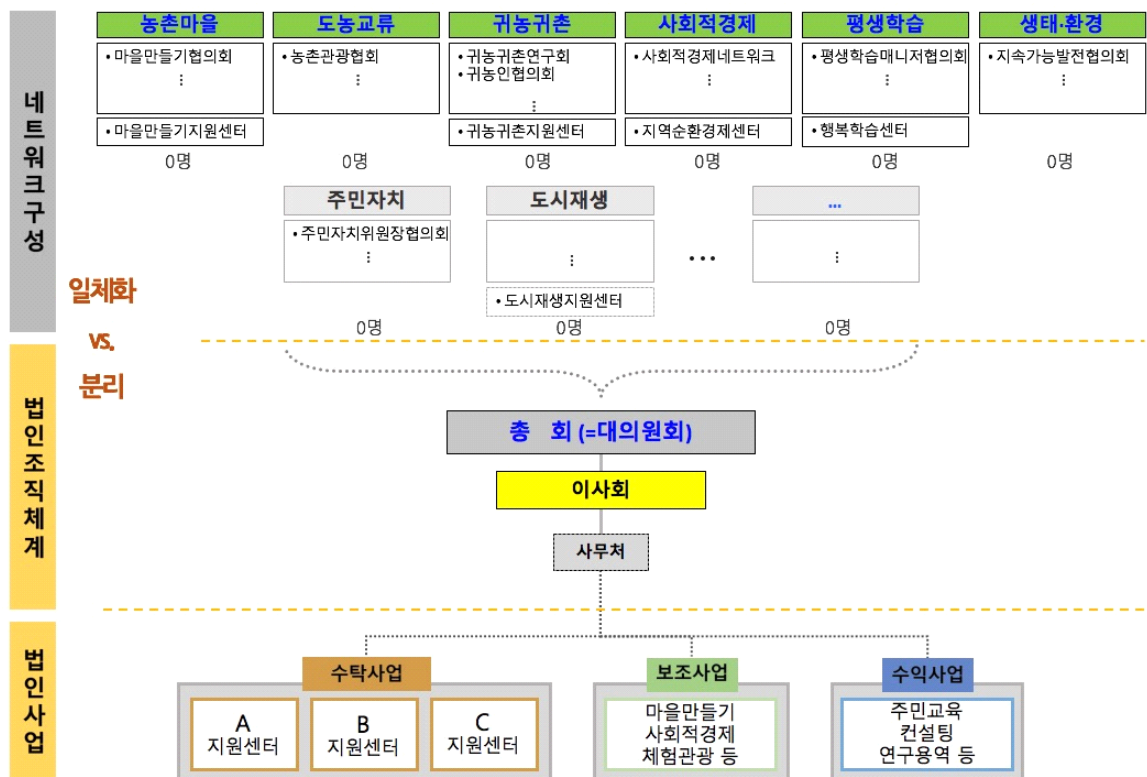 네트워크구성
농촌마을
• 마을만들기협의회
⋮
• 마을만들기지원센터
0명
도농교류
• 농촌관광협회
⋮
0명
귀농귀촌
• 귀농귀촌연구회
• 귀농인협의회
⋮
• 귀농귀촌지원센터
0명
사회적경제
• 사회적경제네트워크
⋮
• 지역순환경제센터
0명
평생학습
• 평생학습매니저협의회
⋮
• 행복학습센터
0명
생태·환경
• 지속가능발전협의회
⋮
0명
주민자치
• 주민자치위원장협의회
⋮
0명
도시재생
⋮
• 도시재생지원센터
0명
...
...
⋮
0명
일체화
vs.
분리
법인조직체계
총 회 (=대의원회)
이사회
사무처
법인사업
수탁사업
A
지원센터
B
지원센터
C
지원센터
보조사업
마을만들기
사회적경제
체험관광 등
수익사업
주민교육
컨설팅
연구용역 등